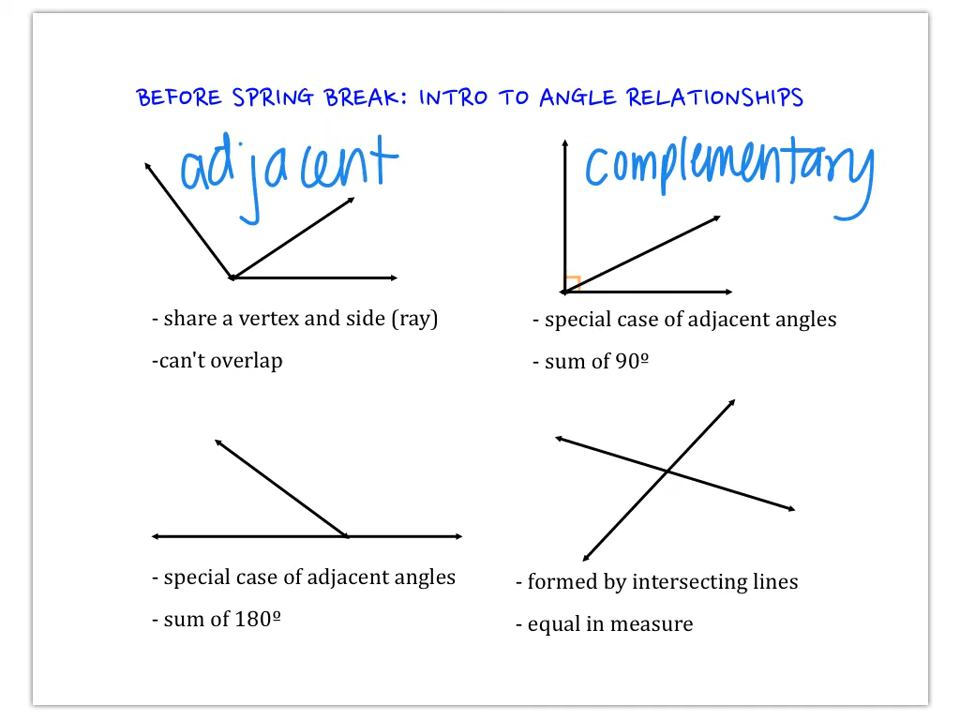 BEFORE SPRING BREAK: INTRO TO ANGLE RELATIONSHIPS
adjacent
complementary
- share a vertex and side (ray)
-can't overlap
- special case of adjacent angles
- sum of 90º
- special case of adjacent angles
- sum of 180º
- formed by intersecting lines
- equal in measure